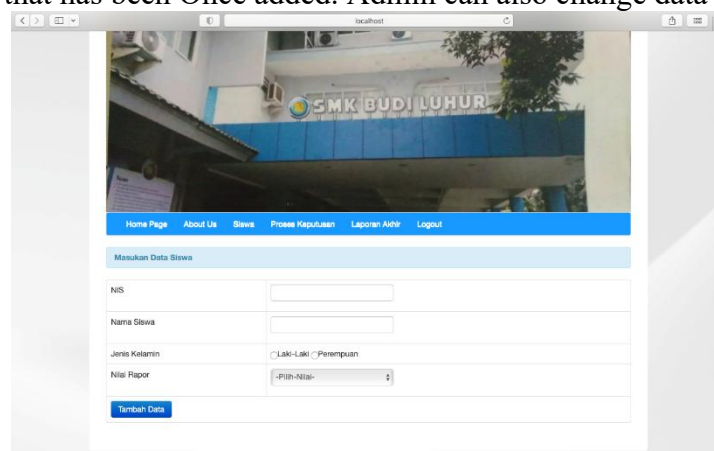 that has been Once added. Admin can also change data
localhost
SMK BUDI LUHUR
Home Page About Us Siswa Proses Keputusan Laporan Akhir Logout
Masukan Data Siswa
NIS
Nama Siswa
Jenis Kelamin Laki-Laki Perempuan
Nilai Rapor -Pilih-Nilai-
Tambah Data